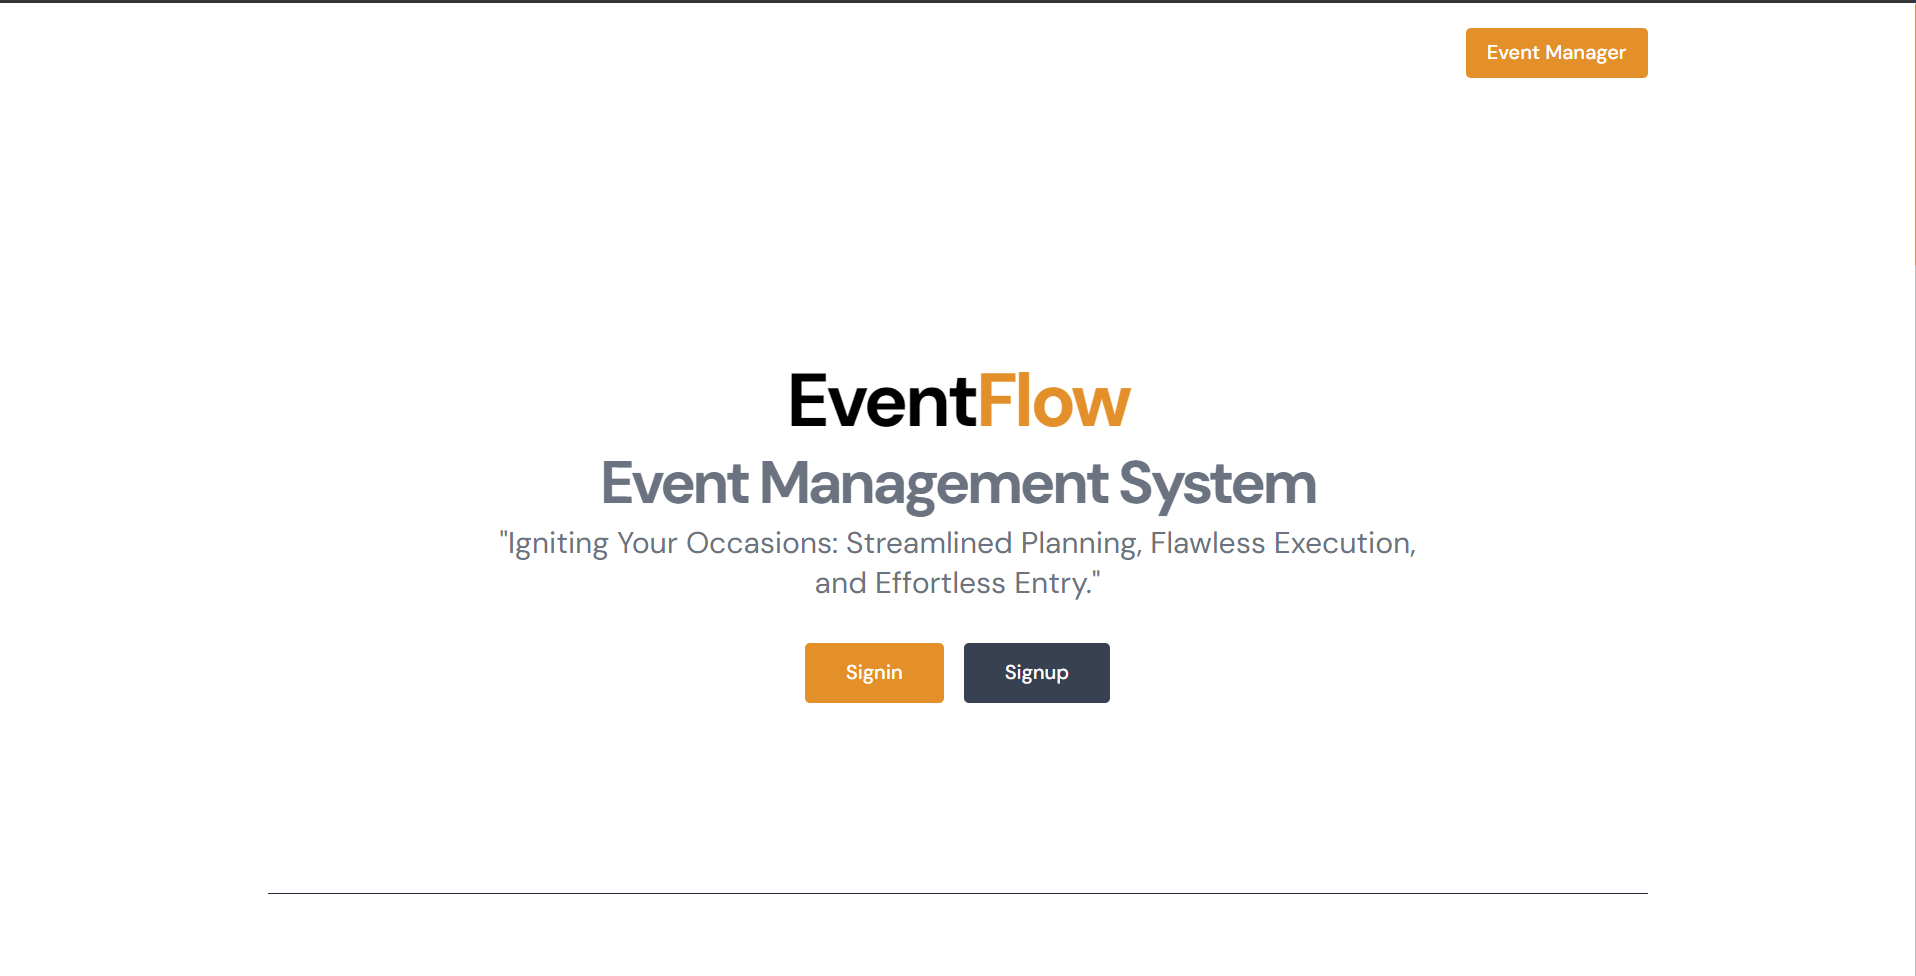 Event Manager
EventFlow
Event Management System
"Igniting Your Occasions: Streamlined Planning, Flawless Execution,
and Effortless Entry."
Signin
Signup